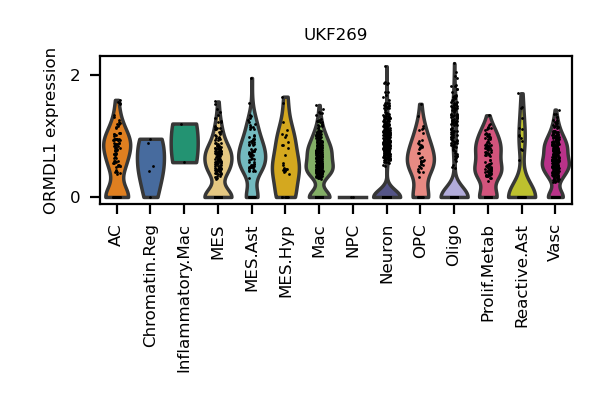 UKF269
ORMDL1 expression
2
0
AC
Chromatin.Reg
Inflammatory.Mac
MES
MES.Ast
MES.Hyp
Mac
NPC
Neuron
OPC
Oligo
Prolif.Metab
Reactive.Ast
Vasc